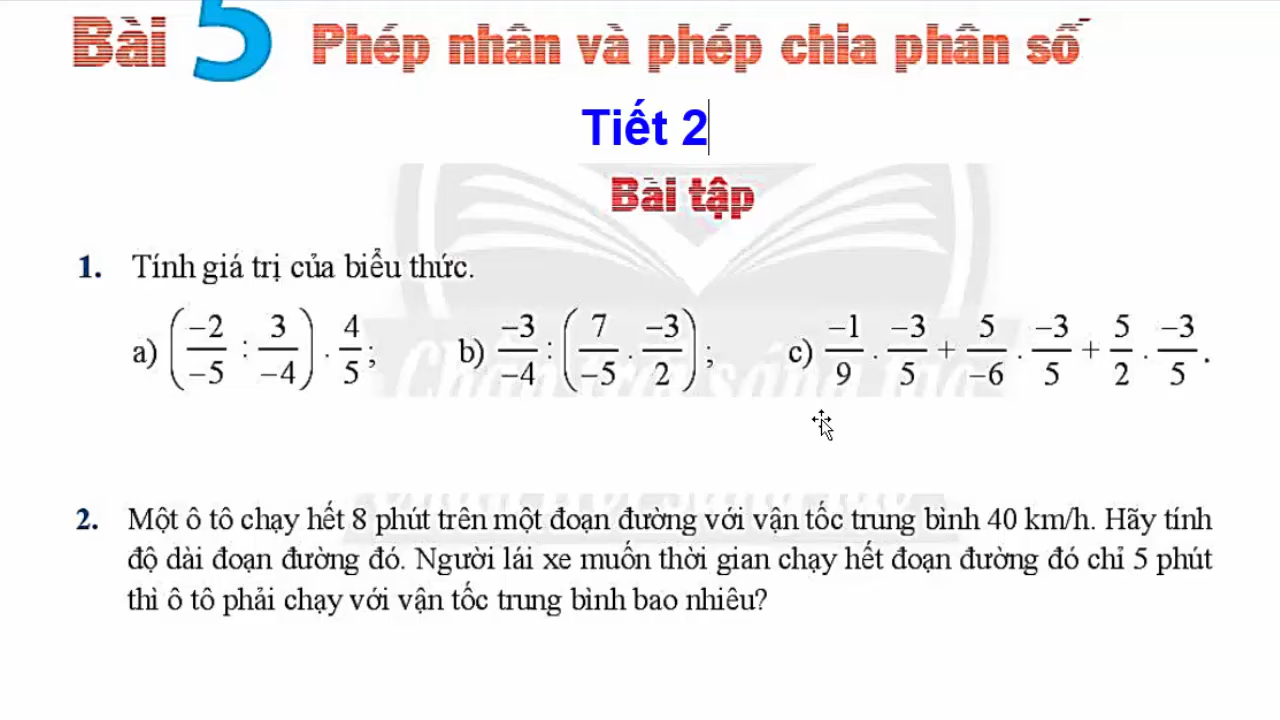 Bài 5 Phép nhân và phép chia phân số
Tiết 2
Bài tập
1. Tính giá trị của biểu thức.
a) (−2/−5 : 3/−4) . 4/5; b) −3/−4 : (7/−5 . −3/2); c) −1/9 . −3/5 + 5/−6 . −3/5 + 5/2 . −3/5.
2. Một ô tô chạy hết 8 phút trên một đoạn đường với vận tốc trung bình 40 km/h. Hãy tính
độ dài đoạn đường đó. Người lái xe muốn thời gian chạy hết đoạn đường đó chỉ 5 phút
thì ô tô phải chạy với vận tốc trung bình bao nhiêu?